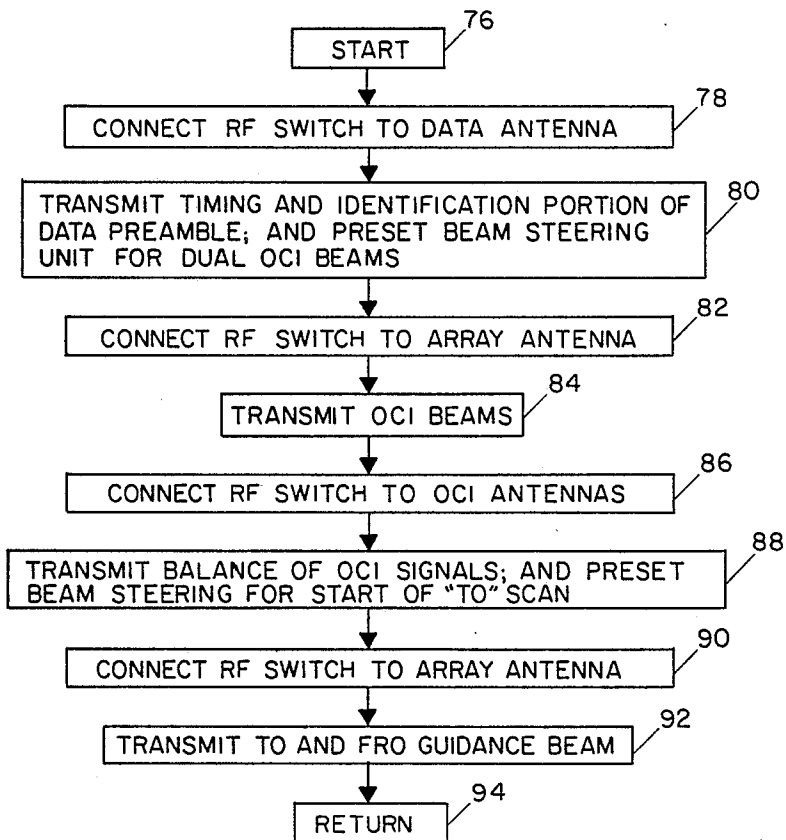 76
START
78
CONNECT RF SWITCH TO DATA ANTENNA
80
TRANSMIT TIMING AND IDENTIFICATION PORTION OF
DATA PREAMBLE; AND PRESET BEAM STEERING
UNIT FOR DUAL OCI BEAMS
82
CONNECT RF SWITCH TO ARRAY ANTENNA
84
TRANSMIT OCI BEAMS
86
CONNECT RF SWITCH TO OCI ANTENNAS
88
TRANSMIT BALANCE OF OCI SIGNALS; AND PRESET
BEAM STEERING FOR START OF "TO" SCAN
90
CONNECT RF SWITCH TO ARRAY ANTENNA
92
TRANSMIT TO AND FRO GUIDANCE BEAM
94
RETURN